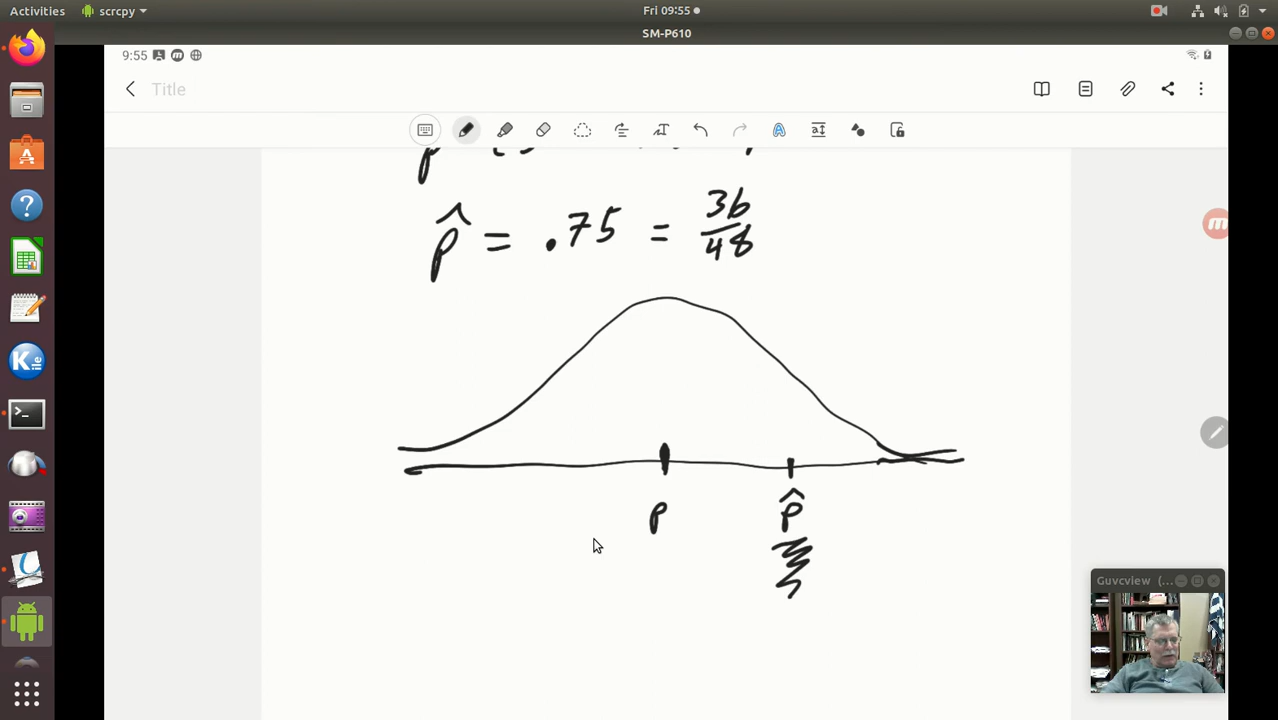 Activities scrcpy Fri 09:55
SM-P610
9:55
Title
p̂ = .75 = 36/48
p p̂
Guvcview (...